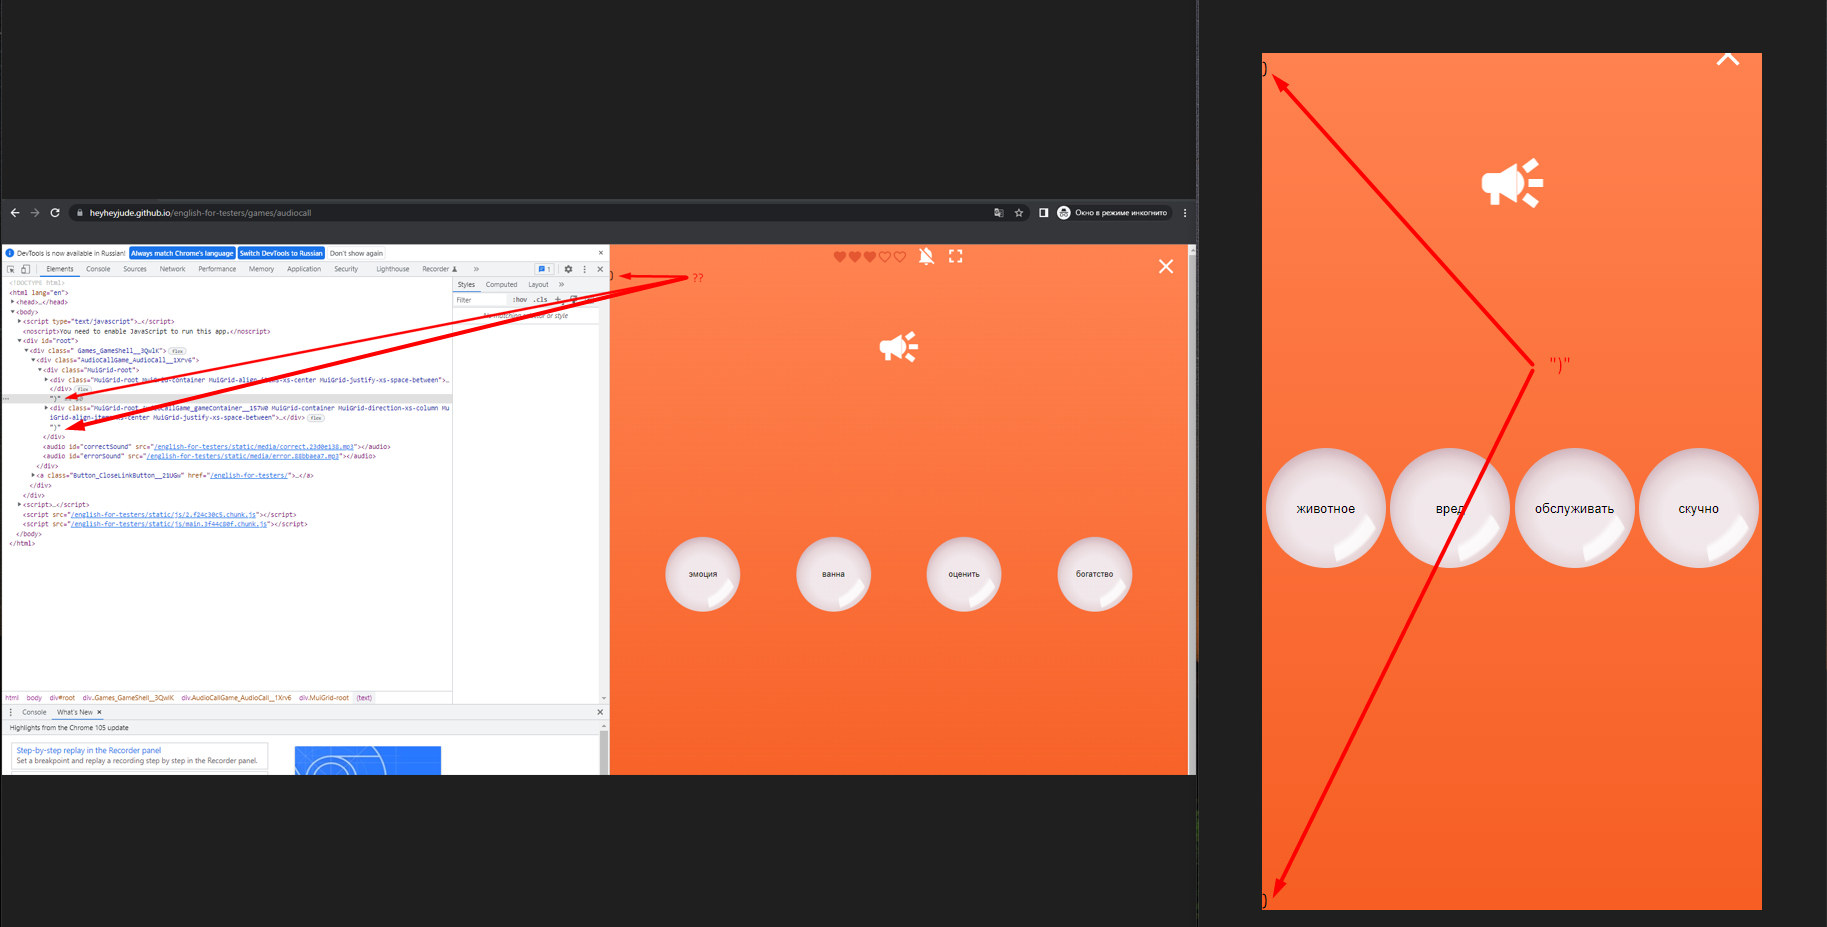 heyheyjude.github.io/english-for-testers/games/audiocall
Окно в режиме инкогнито
DevTools is now available in Russian!
Always match Chrome's language
Switch DevTools to Russian
Don't show again
Elements
Console
Sources
Network
Performance
Memory
Application
Security
Lighthouse
Recorder
»
1
<!DOCTYPE html>
<html lang="en">
<head>…</head>
<body>
<script type="text/javascript">…</script>
<noscript>You need to enable JavaScript to run this app.</noscript>
<div id="root">
<div class=" Games_GameShell__3QwlK">
flex
<div class="AudioCallGame_AudioCall__1Xrv6">
<div class="MuiGrid-root">
<div class="MuiGrid-root MuiGrid-container MuiGrid-align-items-xs-center MuiGrid-justify-xs-space-between">…
</div>
flex
")"
<div class="MuiGrid-root AudioCallGame_gameContainer__157W0 MuiGrid-container MuiGrid-direction-xs-column Mu
iGrid-align-items-xs-center MuiGrid-justify-xs-space-between">…</div>
flex
")"
</div>
<audio id="correctSound" src="/english-for-testers/static/media/correct.23d0e138.mp3"></audio>
<audio id="errorSound" src="/english-for-testers/static/media/error.88bbaea7.mp3"></audio>
</div>
<a class="Button_CloseLinkButton__21UGw" href="/english-for-testers/">…</a>
</div>
</div>
<script>…</script>
<script src="/english-for-testers/static/js/2.f24c30c5.chunk.js"></script>
<script src="/english-for-testers/static/js/main.3f44c80f.chunk.js"></script>
</body>
</html>
Styles
Computed
Layout
»
Filter
:hov .cls +
html
body
div#root
div.Games_GameShell__3QwlK
div.AudioCallGame_AudioCall__1Xrv6
div.MuiGrid-root
(text)
Console
What's New
Highlights from the Chrome 105 update
Step-by-step replay in the Recorder panel
Set a breakpoint and replay a recording step by step in the Recorder panel.
)
??
эмоция
ванна
оценить
богатство
)
")"
животное
вред
обслуживать
скучно
)